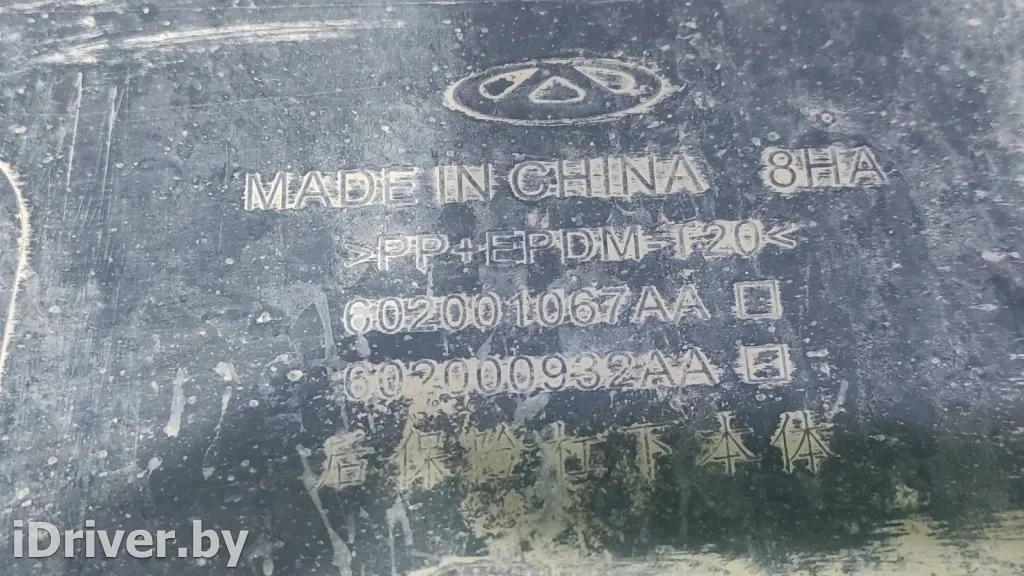 MADE IN CHINA 8HA
>PP+EPDM-T20<
602001067AA
602000932AA
后保险杠下本体
iDriver.by